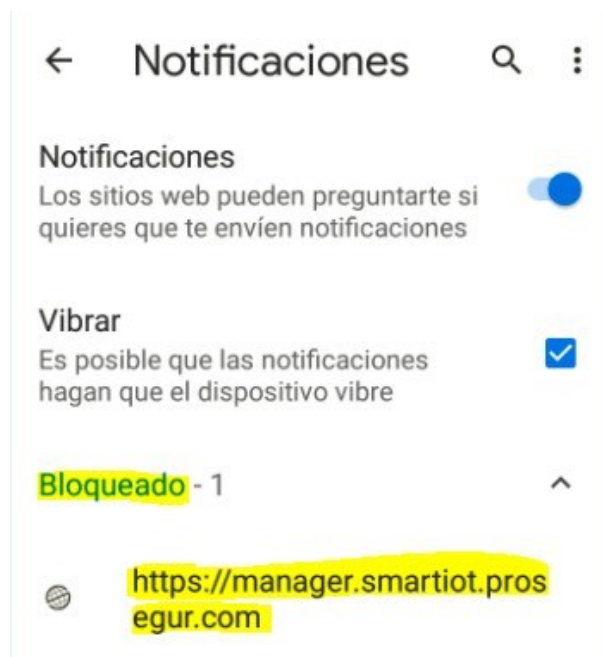 Notificaciones
Notificaciones
Los sitios web pueden preguntarte si
quieres que te envíen notificaciones
Vibrar
Es posible que las notificaciones
hagan que el dispositivo vibre
Bloqueado - 1
https://manager.smartiot.pros
egur.com